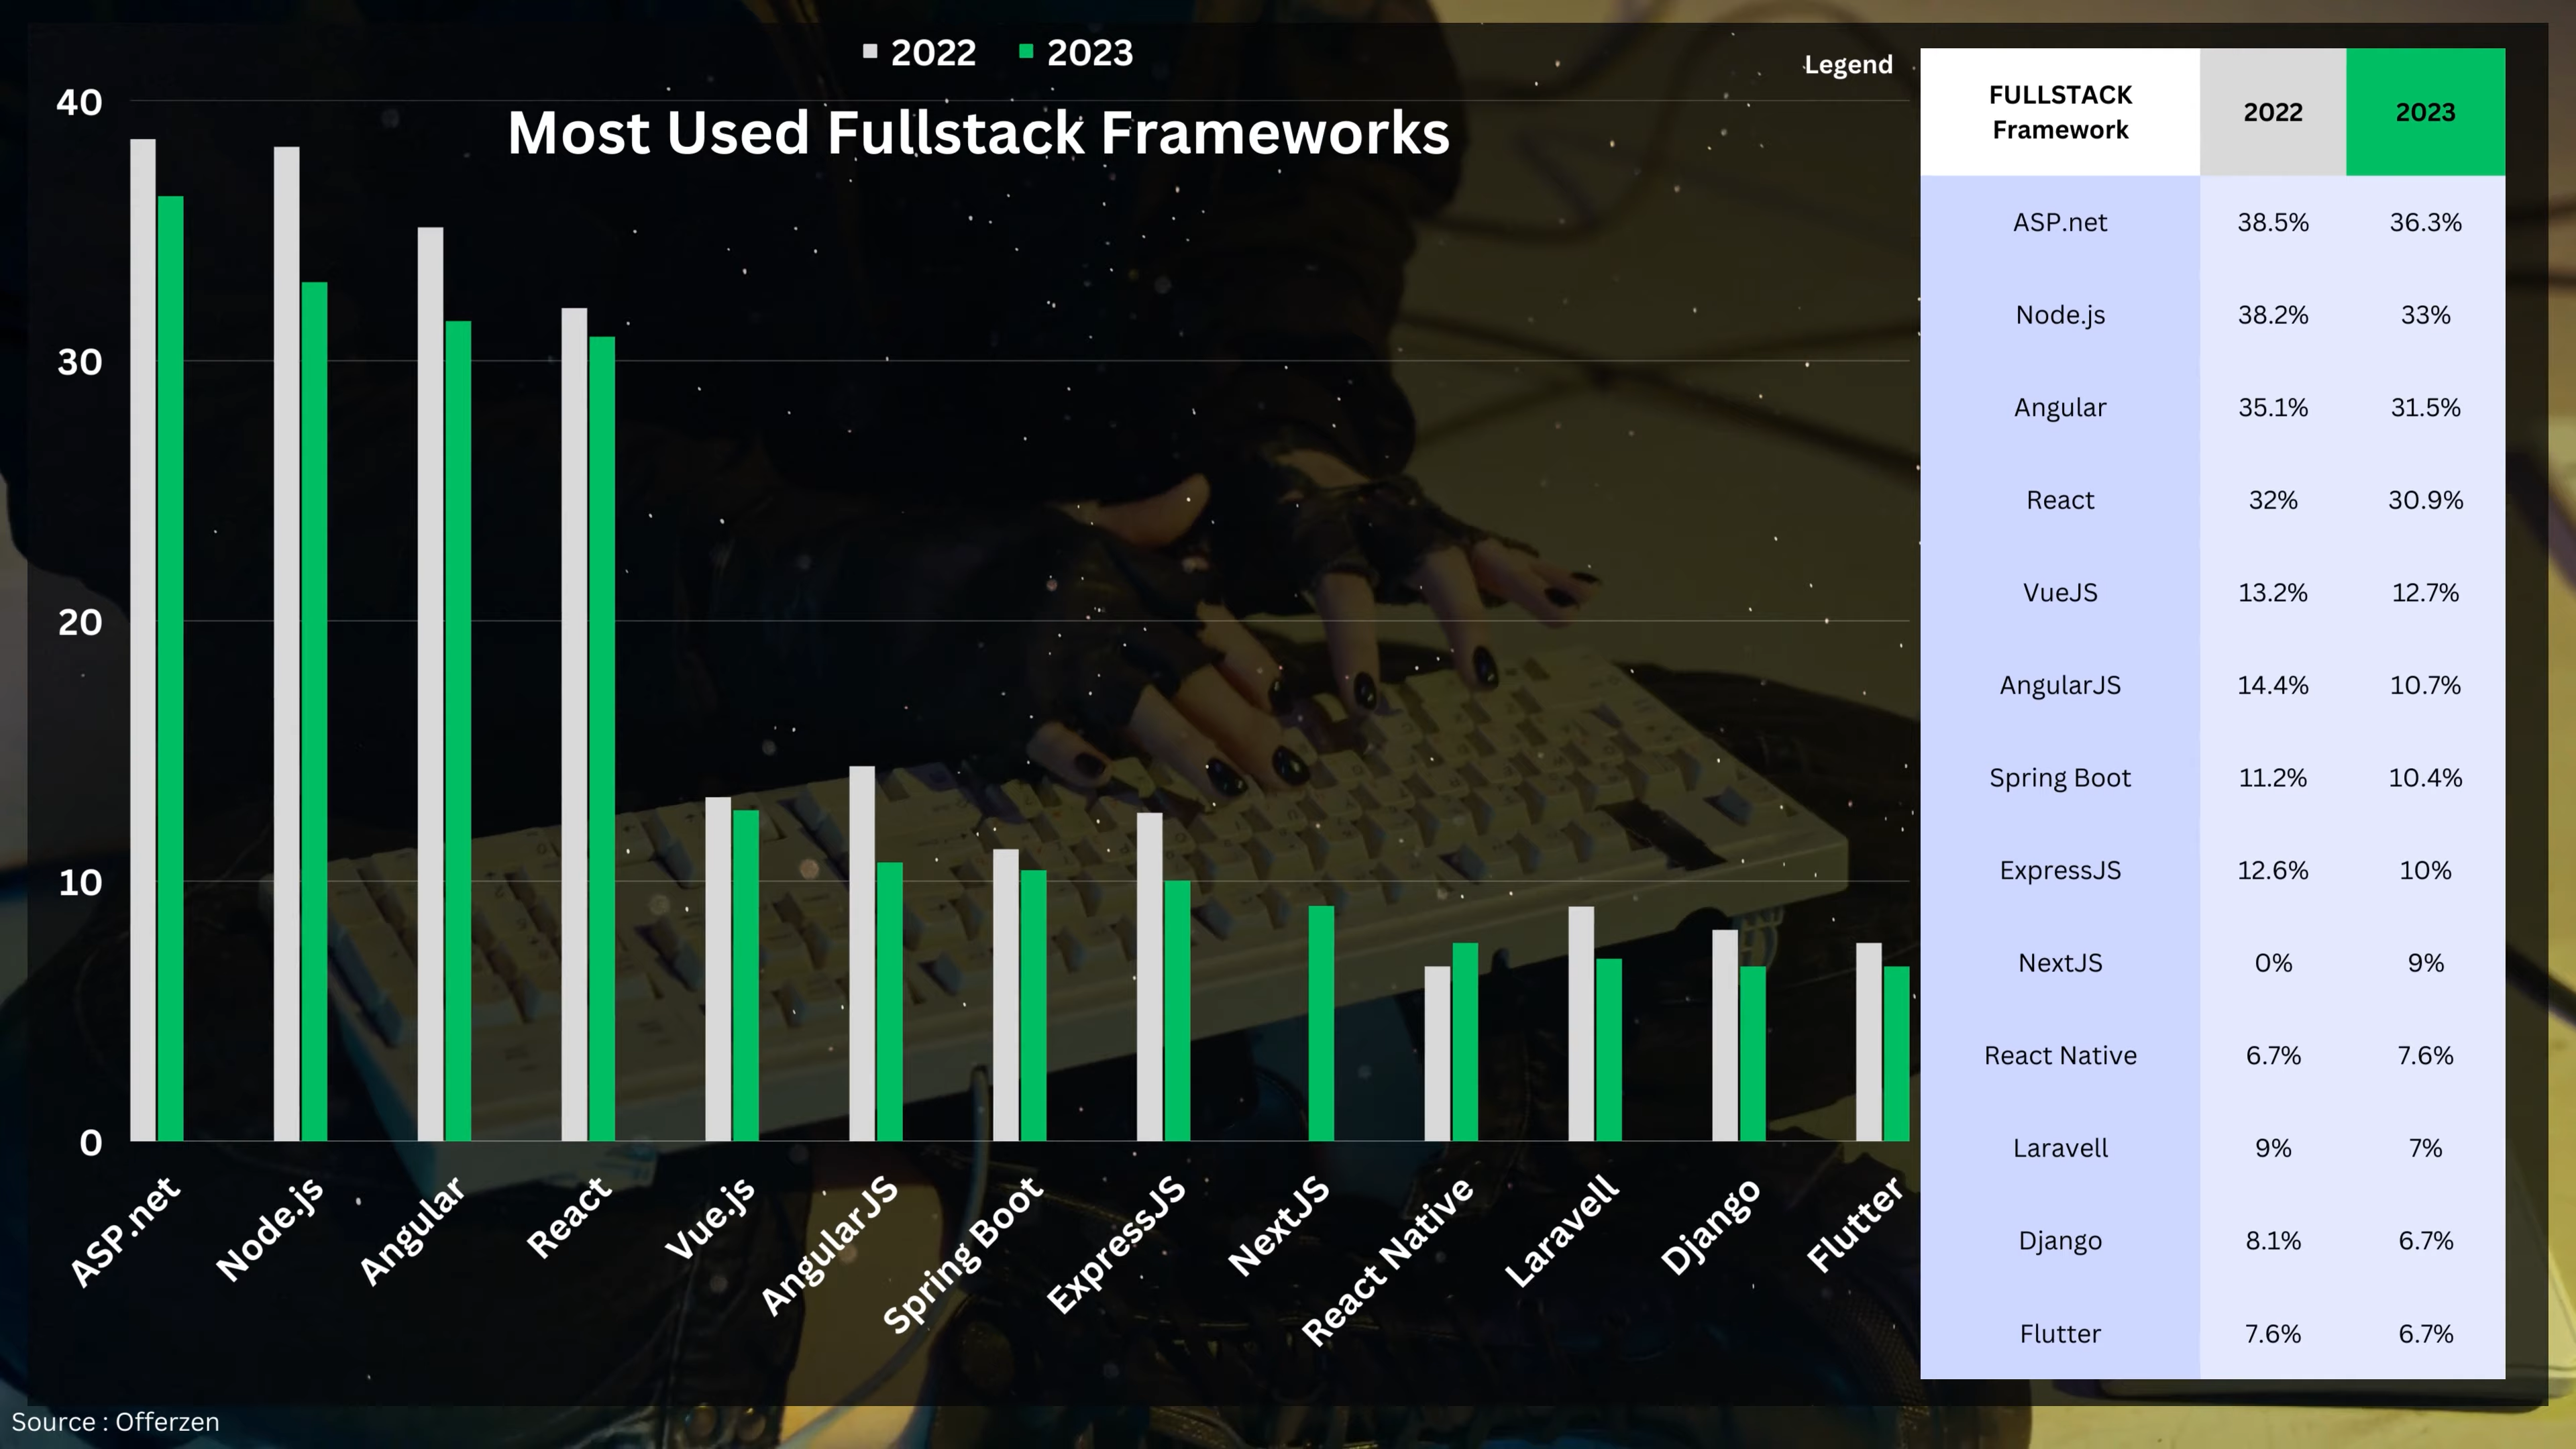 2022 2023
Legend
Most Used Fullstack Frameworks
40
30
20
10
0
ASP.net
Node.js
Angular
React
Vue.js
AngularJS
Spring Boot
ExpressJS
NextJS
React Native
Laravell
Django
Flutter
FULLSTACK
Framework 2022 2023
ASP.net 38.5% 36.3%
Node.js 38.2% 33%
Angular 35.1% 31.5%
React 32% 30.9%
VueJS 13.2% 12.7%
AngularJS 14.4% 10.7%
Spring Boot 11.2% 10.4%
ExpressJS 12.6% 10%
NextJS 0% 9%
React Native 6.7% 7.6%
Laravell 9% 7%
Django 8.1% 6.7%
Flutter 7.6% 6.7%
Source : Offerzen